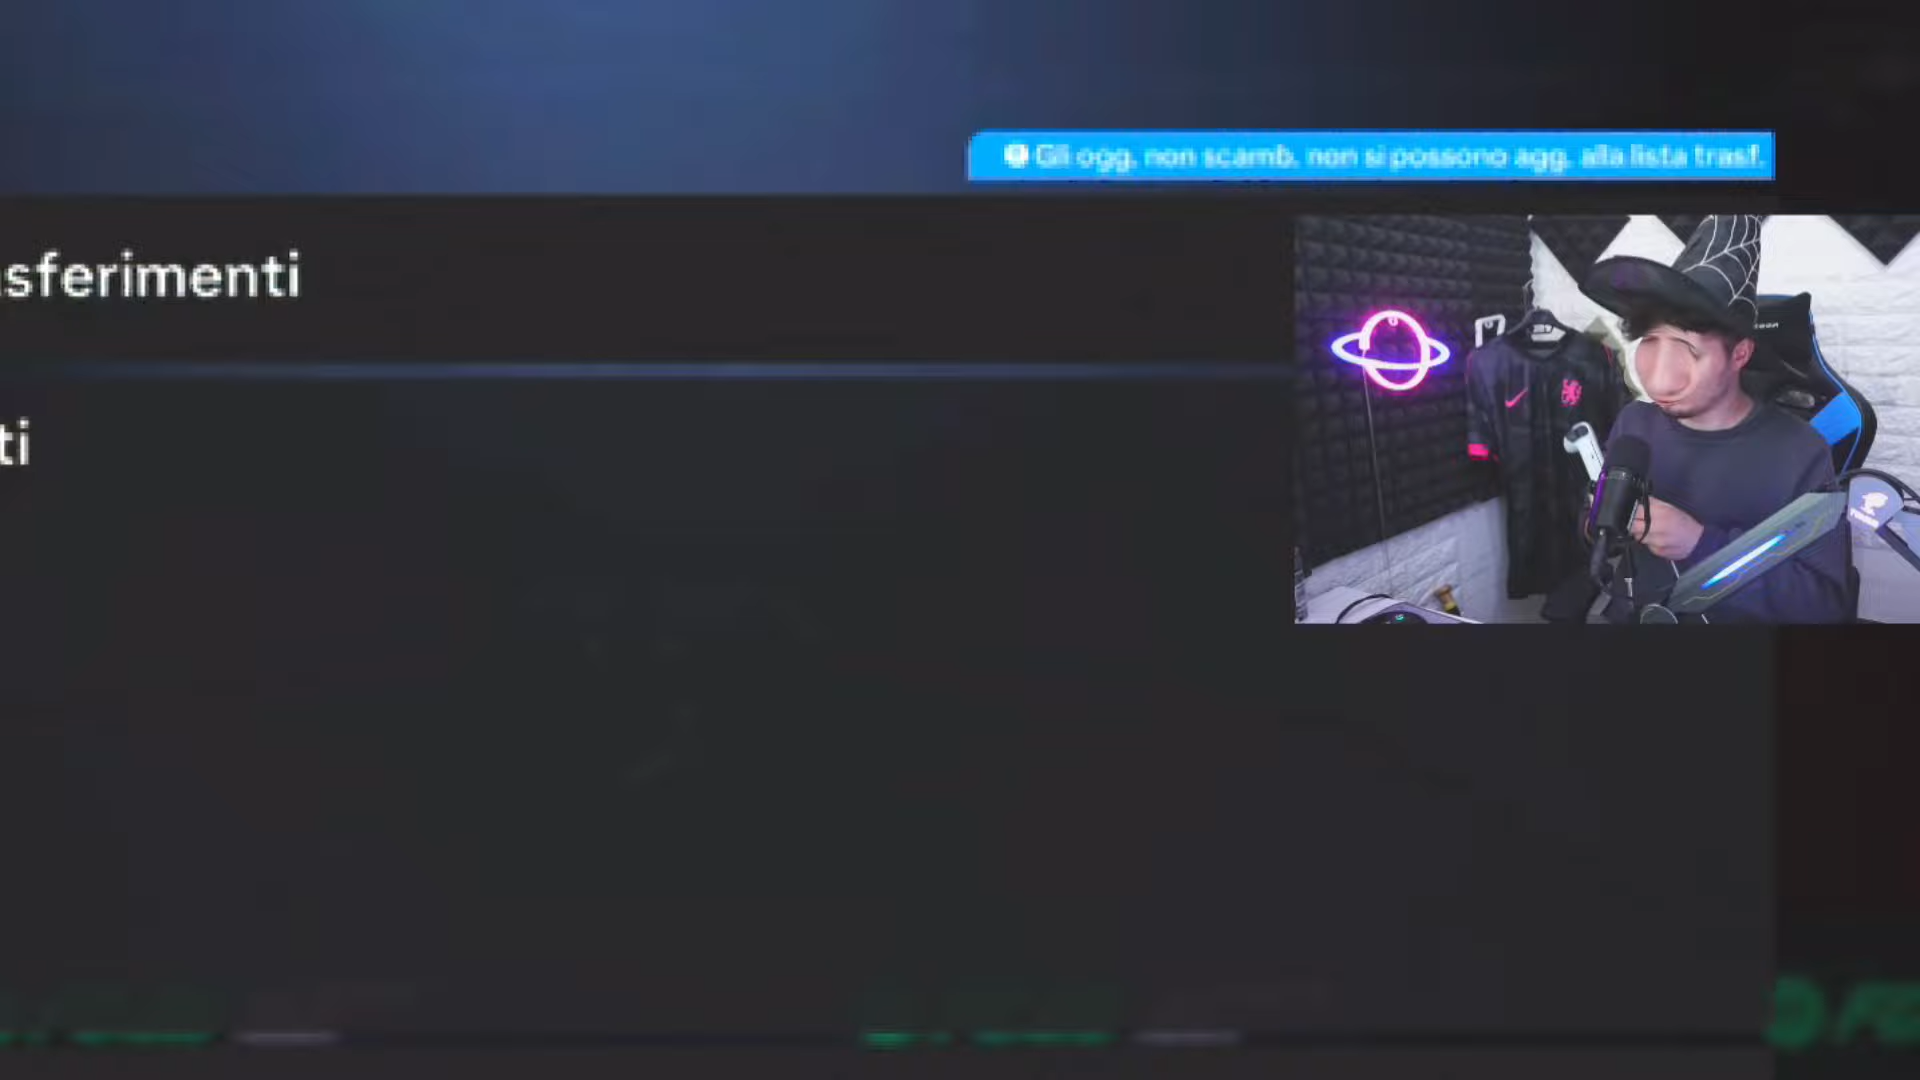 Gli ogg. non scamb. non si possono agg. alla lista trasf.
sferimenti
ti